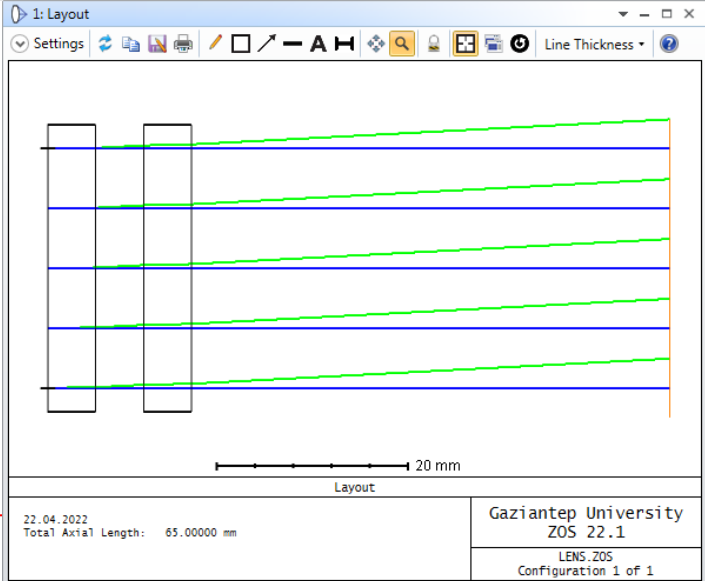 1: Layout
Settings
A
Line Thickness
20 mm
Layout
22.04.2022
Total Axial Length: 65.00000 mm
Gaziantep University
ZOS 22.1
LENS.ZOS
Configuration 1 of 1